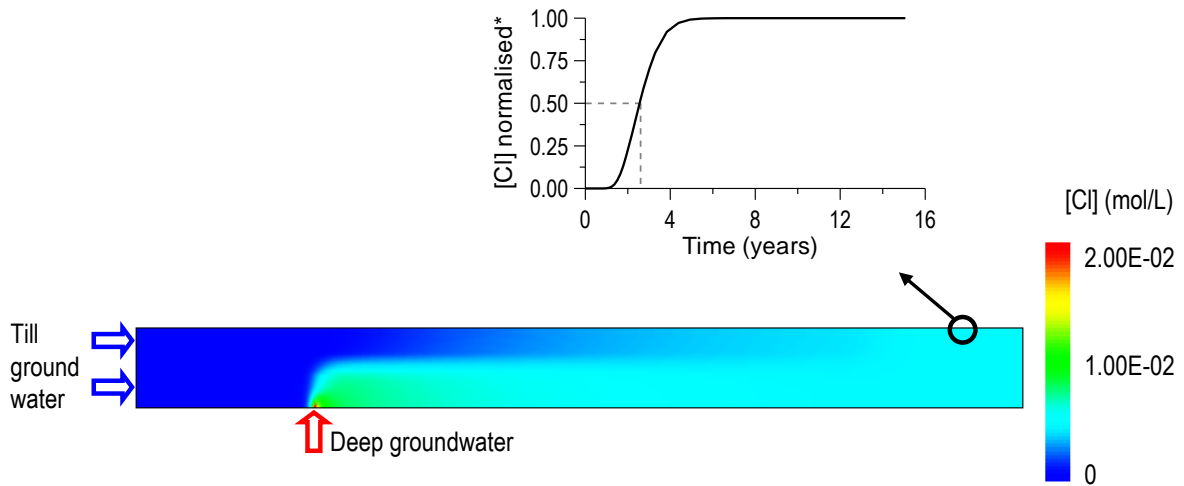 1.00
0.75
0.50
0.25
0.00
[Cl] normalised*
0 4 8 12 16
Time (years)
[Cl] (mol/L)
2.00E-02
1.00E-02
0
Till
ground
water
Deep groundwater